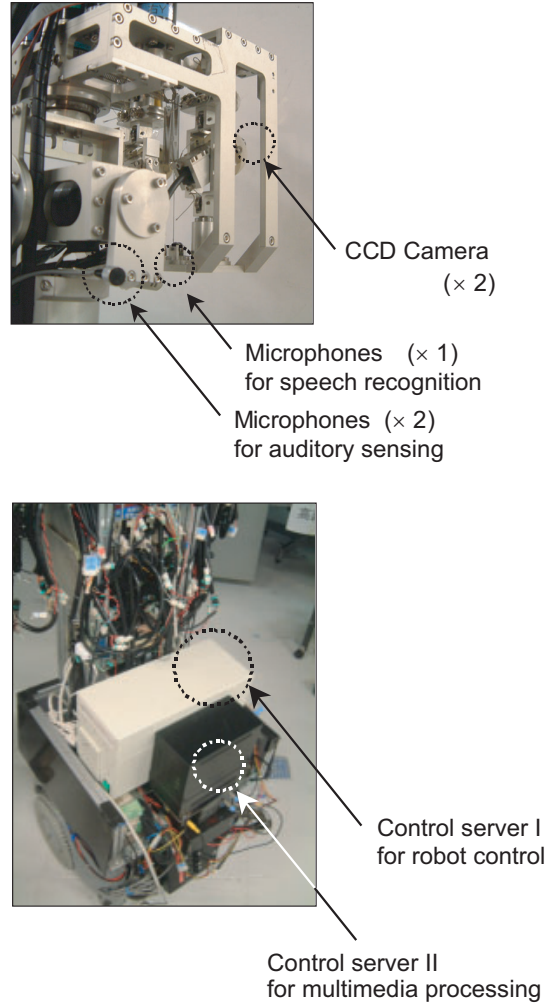 CCD Camera
(× 2)
Microphones (× 1)
for speech recognition
Microphones (× 2)
for auditory sensing
Control server I
for robot control
Control server II
for multimedia processing